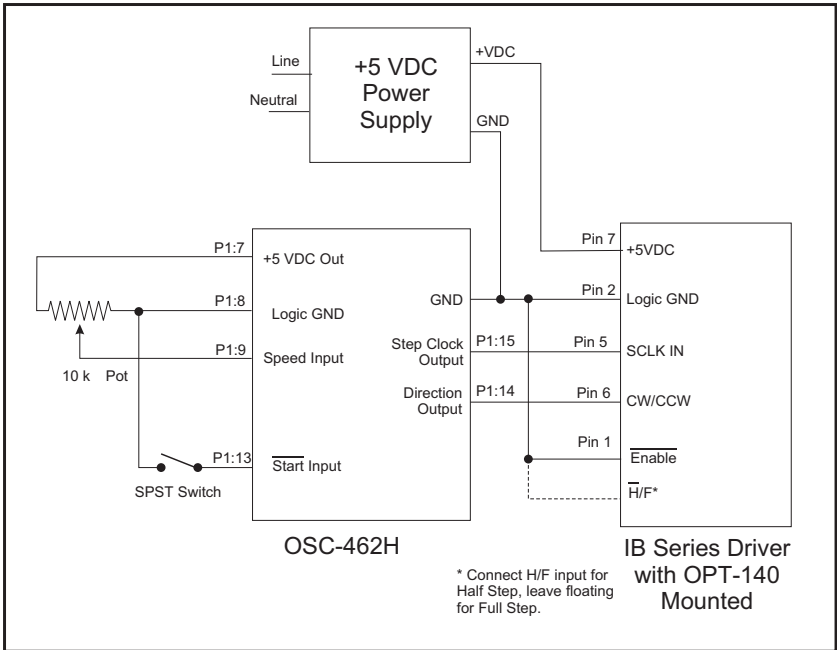 +5 VDC
Power
Supply
Line
Neutral
+VDC
GND
P1:7
+5 VDC Out
P1:8
Logic GND
P1:9
Speed Input
10 k Pot
P1:13
Start Input
SPST Switch
GND
Step Clock
Output
P1:15
Direction
Output
P1:14
OSC-462H
Pin 7
+5VDC
Pin 2
Logic GND
Pin 5
SCLK IN
Pin 6
CW/CCW
Pin 1
Enable
H/F*
IB Series Driver
with OPT-140
Mounted
* Connect H/F input for
Half Step, leave floating
for Full Step.